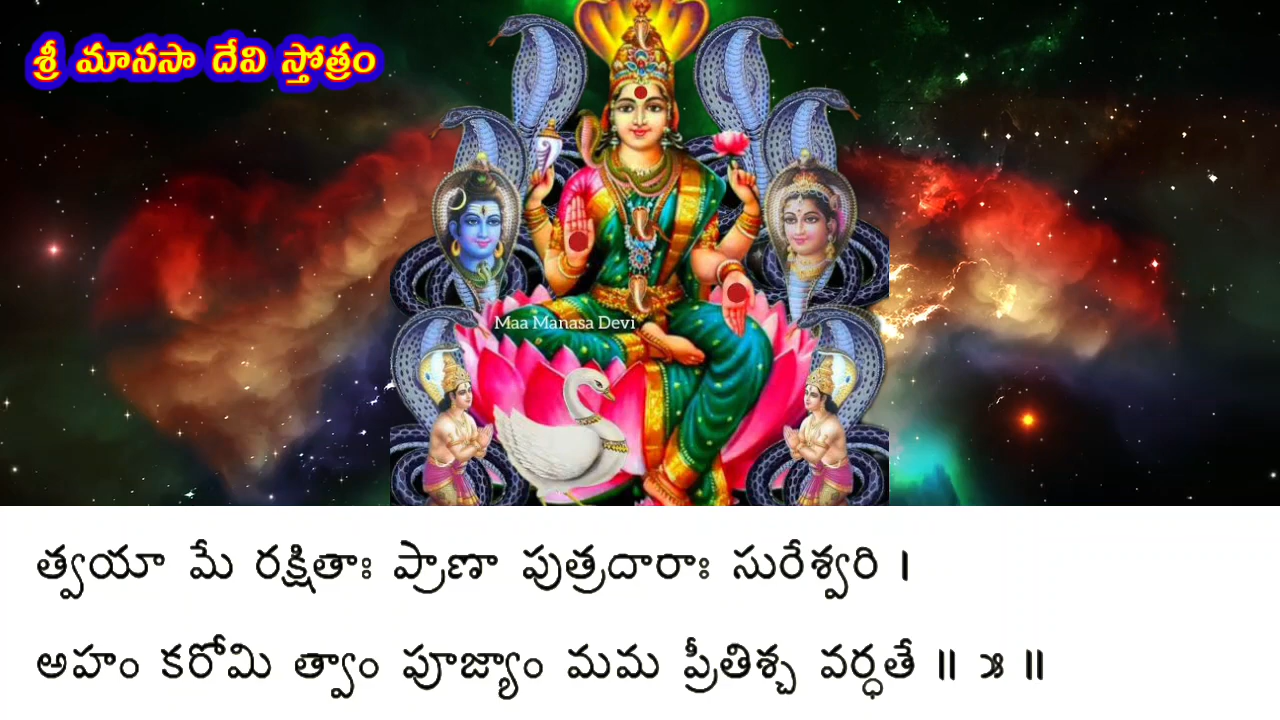 శ్రీ మానసా దేవి స్తోత్రం
Maa Manasa Devi
త్వయా మే రక్షితాః ప్రాణా పుత్రదారాః సురేశ్వరి ।
అహం కరోమి త్వాం పూజ్యాం మమ ప్రీతిశ్చ వర్ధతే ॥ ౫ ॥